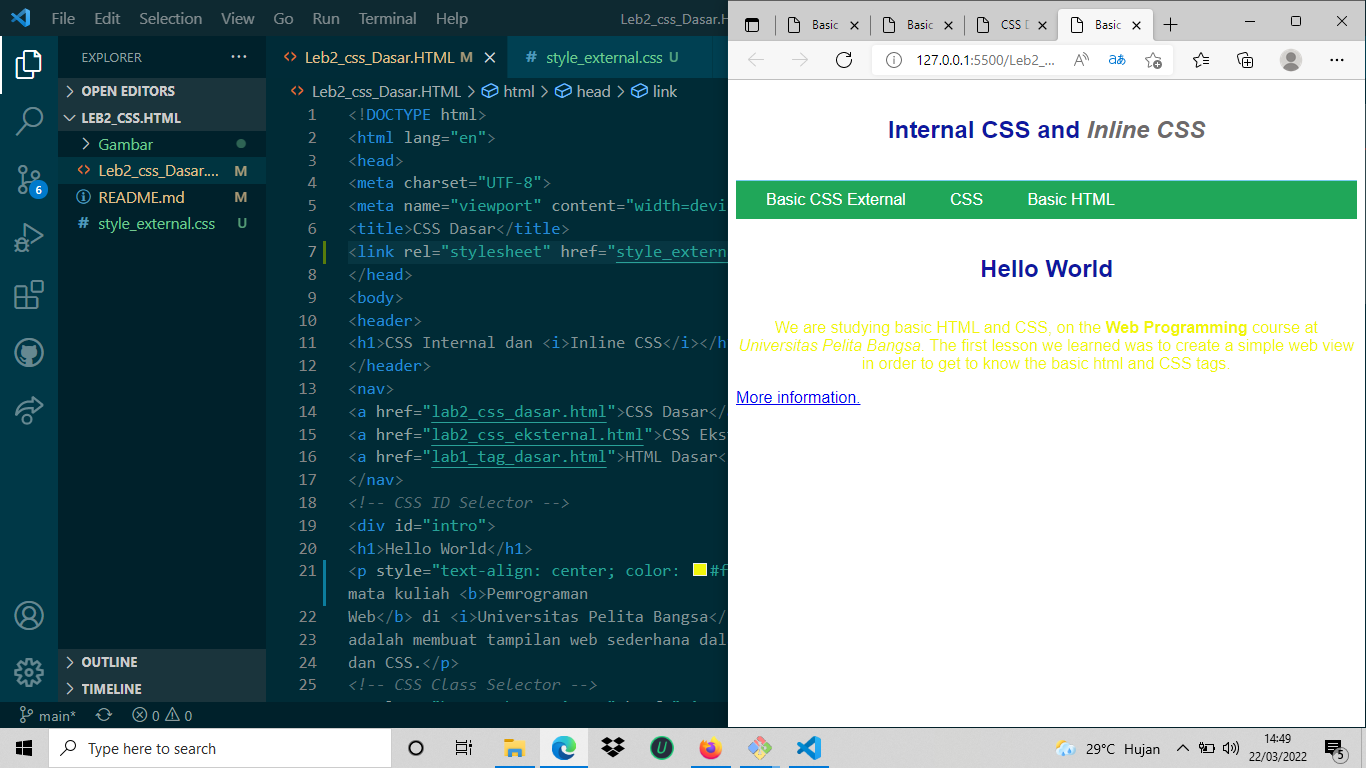 File Edit Selection View Go Run Terminal Help Leb2_css_Dasar.H
EXPLORER
OPEN EDITORS
LEB2_CSS.HTML
Gambar
Leb2_css_Dasar.... M
README.md M
style_external.css U
OUTLINE
TIMELINE
6
Leb2_css_Dasar.HTML M
style_external.css U
Leb2_css_Dasar.HTML > html > head > link
1 <!DOCTYPE html>
2 <html lang="en">
3 <head>
4 <meta charset="UTF-8">
5 <meta name="viewport" content="width=devi
6 <title>CSS Dasar</title>
7 <link rel="stylesheet" href="style_extern
8 </head>
9 <body>
10 <header>
11 <h1>CSS Internal dan <i>Inline CSS</i></h
12 </header>
13 <nav>
14 <a href="lab2_css_dasar.html">CSS Dasar</
15 <a href="lab2_css_eksternal.html">CSS Eks
16 <a href="lab1_tag_dasar.html">HTML Dasar<
17 </nav>
18 <!-- CSS ID Selector -->
19 <div id="intro">
20 <h1>Hello World</h1>
21 <p style="text-align: center; color: #f
mata kuliah <b>Pemrograman
22 Web</b> di <i>Universitas Pelita Bangsa</
23 adalah membuat tampilan web sederhana dal
24 dan CSS.</p>
25 <!-- CSS Class Selector -->
main* 0 0
Basic
Basic
CSS D
Basic
127.0.0.1:5500/Leb2_...
Internal CSS and Inline CSS
Basic CSS External CSS Basic HTML
Hello World
We are studying basic HTML and CSS, on the Web Programming course at
Universitas Pelita Bangsa. The first lesson we learned was to create a simple web view
in order to get to know the basic html and CSS tags.
More information.
Type here to search
29°C Hujan
14:49
22/03/2022
5